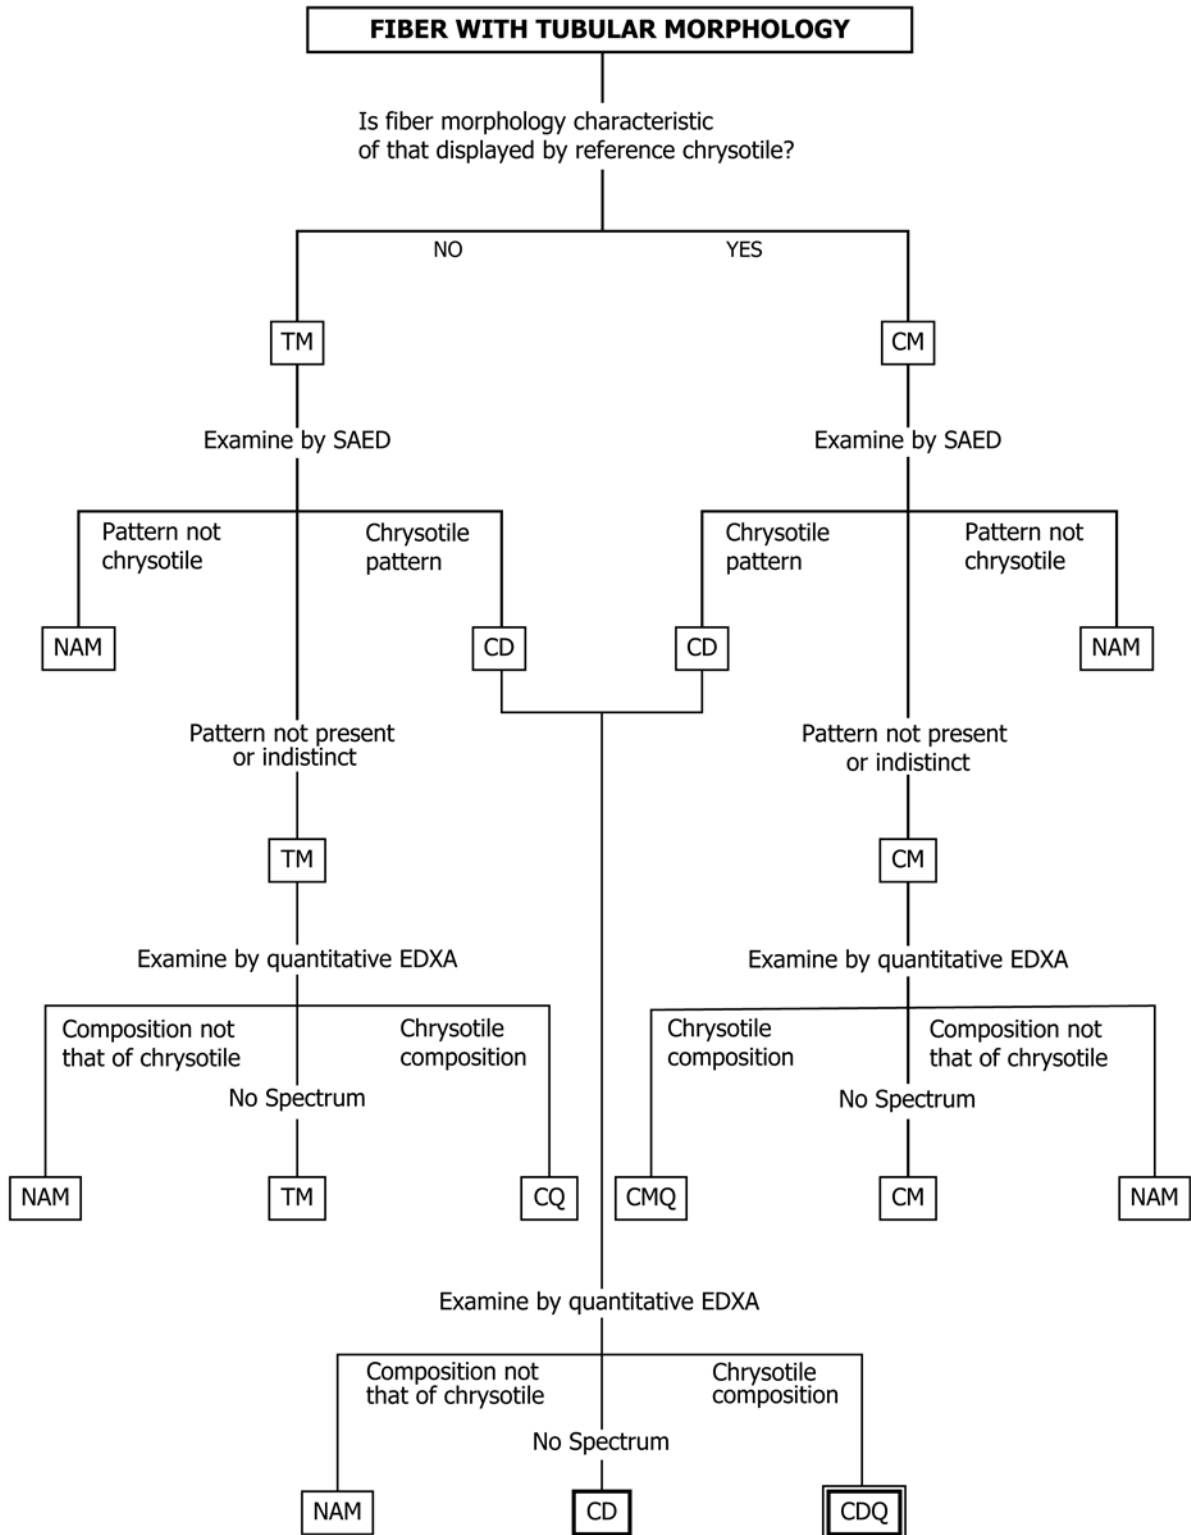 FIBER WITH TUBULAR MORPHOLOGY
Is fiber morphology characteristic
of that displayed by reference chrysotile?
NO
YES
TM
CM
Examine by SAED
Examine by SAED
Pattern not
chrysotile
Chrysotile
pattern
Chrysotile
pattern
Pattern not
chrysotile
NAM
CD
CD
NAM
Pattern not present
or indistinct
Pattern not present
or indistinct
TM
CM
Examine by quantitative EDXA
Examine by quantitative EDXA
Composition not
that of chrysotile
Chrysotile
composition
Chrysotile
composition
Composition not
that of chrysotile
No Spectrum
No Spectrum
NAM
TM
CQ
CMQ
CM
NAM
Examine by quantitative EDXA
Composition not
that of chrysotile
Chrysotile
composition
No Spectrum
NAM
CD
CDQ